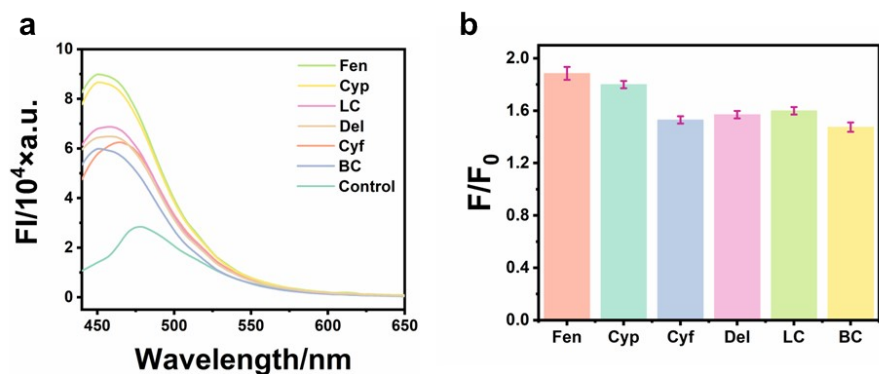 a
10
8
6
4
2
0
FI/10⁴×a.u.
450 500 550 600 650
Wavelength/nm
Fen
Cyp
LC
Del
Cyf
BC
Control
b
2.0
1.6
1.2
0.8
0.4
0.0
F/F₀
Fen Cyp Cyf Del LC BC